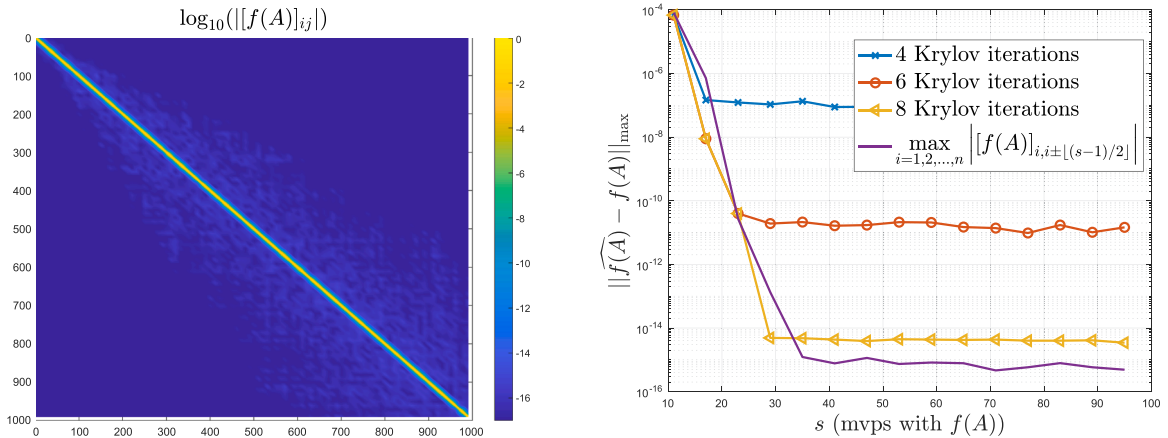 log₁₀(|[f(A)]ᵢⱼ|)
0
100
200
300
400
500
600
700
800
900
1000
0 100 200 300 400 500 600 700 800 900 1000
0
-2
-4
-6
-8
-10
-12
-14
-16
10⁻⁴
10⁻⁶
10⁻⁸
10⁻¹⁰
10⁻¹²
10⁻¹⁴
10⁻¹⁶
||f̂(A) − f(A)||ₘₐₓ
4 Krylov iterations
6 Krylov iterations
8 Krylov iterations
max |[f(A)]_{i,i±⌊(s−1)/2⌋}|
i=1,2,...,n
10 20 30 40 50 60 70 80 90 100
s (mvps with f(A))